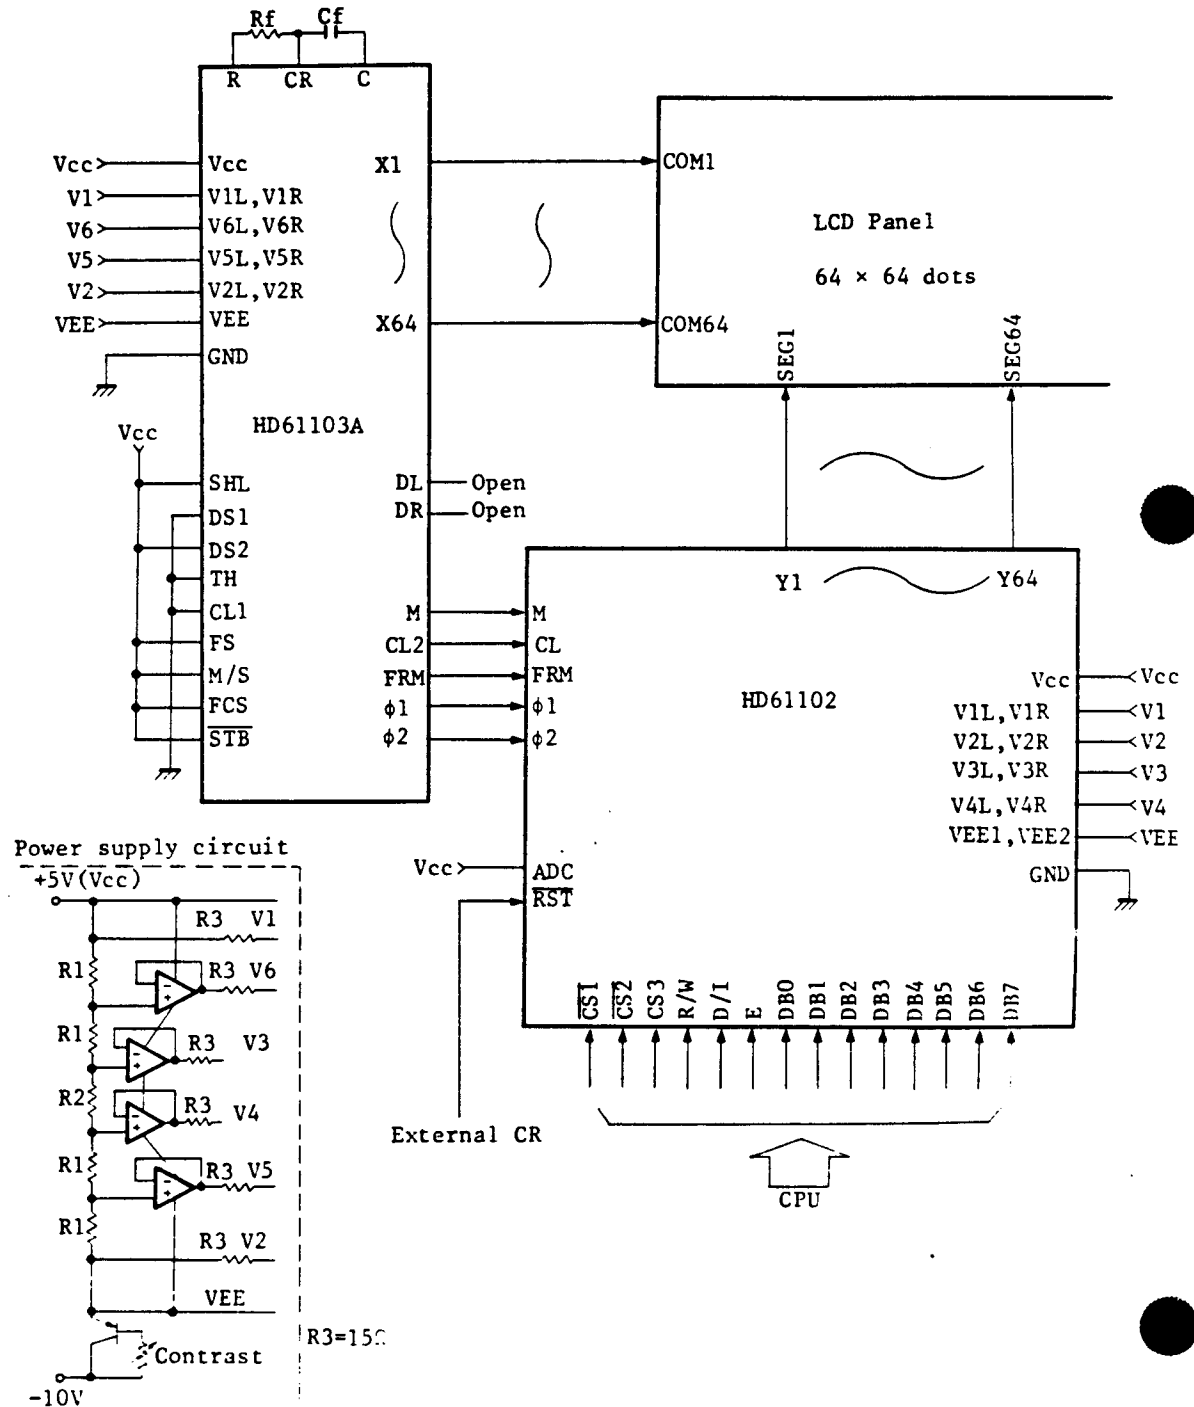 Rf Cf
R CR C
Vcc Vcc X1 COM1
V1 V1L,V1R
V6 V6L,V6R LCD Panel
V5 V5L,V5R 64 × 64 dots
V2 V2L,V2R
VEE VEE X64 COM64
GND SEG1 SEG64
HD61103A
Vcc
SHL DL Open
DS1 DR Open
DS2
TH Y1 Y64
CL1 M M
FS CL2 CL
M/S FRM FRM Vcc Vcc
FCS φ1 φ1 HD61102 V1L,V1R V1
STB φ2 φ2 V2L,V2R V2
V3L,V3R V3
V4L,V4R V4
VEE1,VEE2 VEE
Vcc ADC GND
RST
CS1 CS2 CS3 R/W D/I E DB0 DB1 DB2 DB3 DB4 DB5 DB6 DB7
External CR
CPU
Power supply circuit
+5V(Vcc)
R3 V1
R1 R3 V6
R1 R3 V3
R2 R3 V4
R1 R3 V5
R1 R3 V2
VEE
R3=15Ω
Contrast
-10V